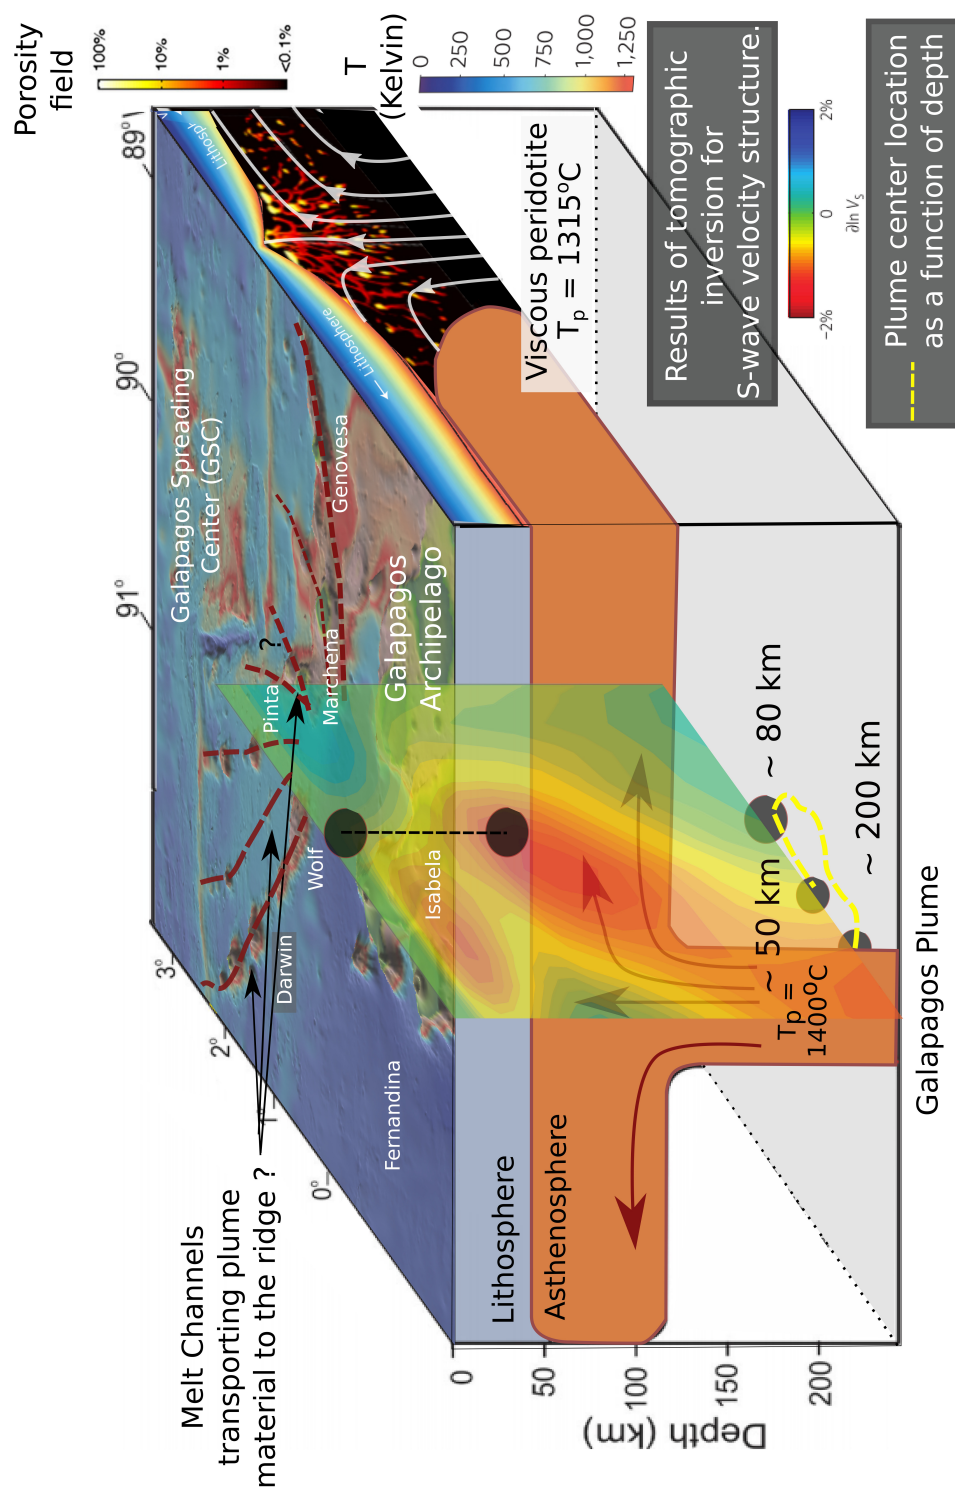 Porosity
field
100%
10%
1%
<0.1%
T
(Kelvin)
0
250
500
750
1,000
1,250
89°
90°
91°
3°
2°
1°
0°
Galapagos Spreading
Center (GSC)
Lithosph
← Lithosphere
Genovesa
Marchena
Pinta
?
Galapagos
Archipelago
Wolf
Darwin
Isabela
Fernandina
Melt Channels
transporting plume
material to the ridge ?
Viscous peridotite
Tp = 1315°C
Results of tomographic
inversion for
S-wave velocity structure.
−2%
0
2%
∂ln Vs
Plume center location
as a function of depth
Lithosphere
Asthenosphere
Tp =
1400°C
~ 50 km
~ 80 km
~ 200 km
Galapagos Plume
0
50
100
150
200
Depth (km)